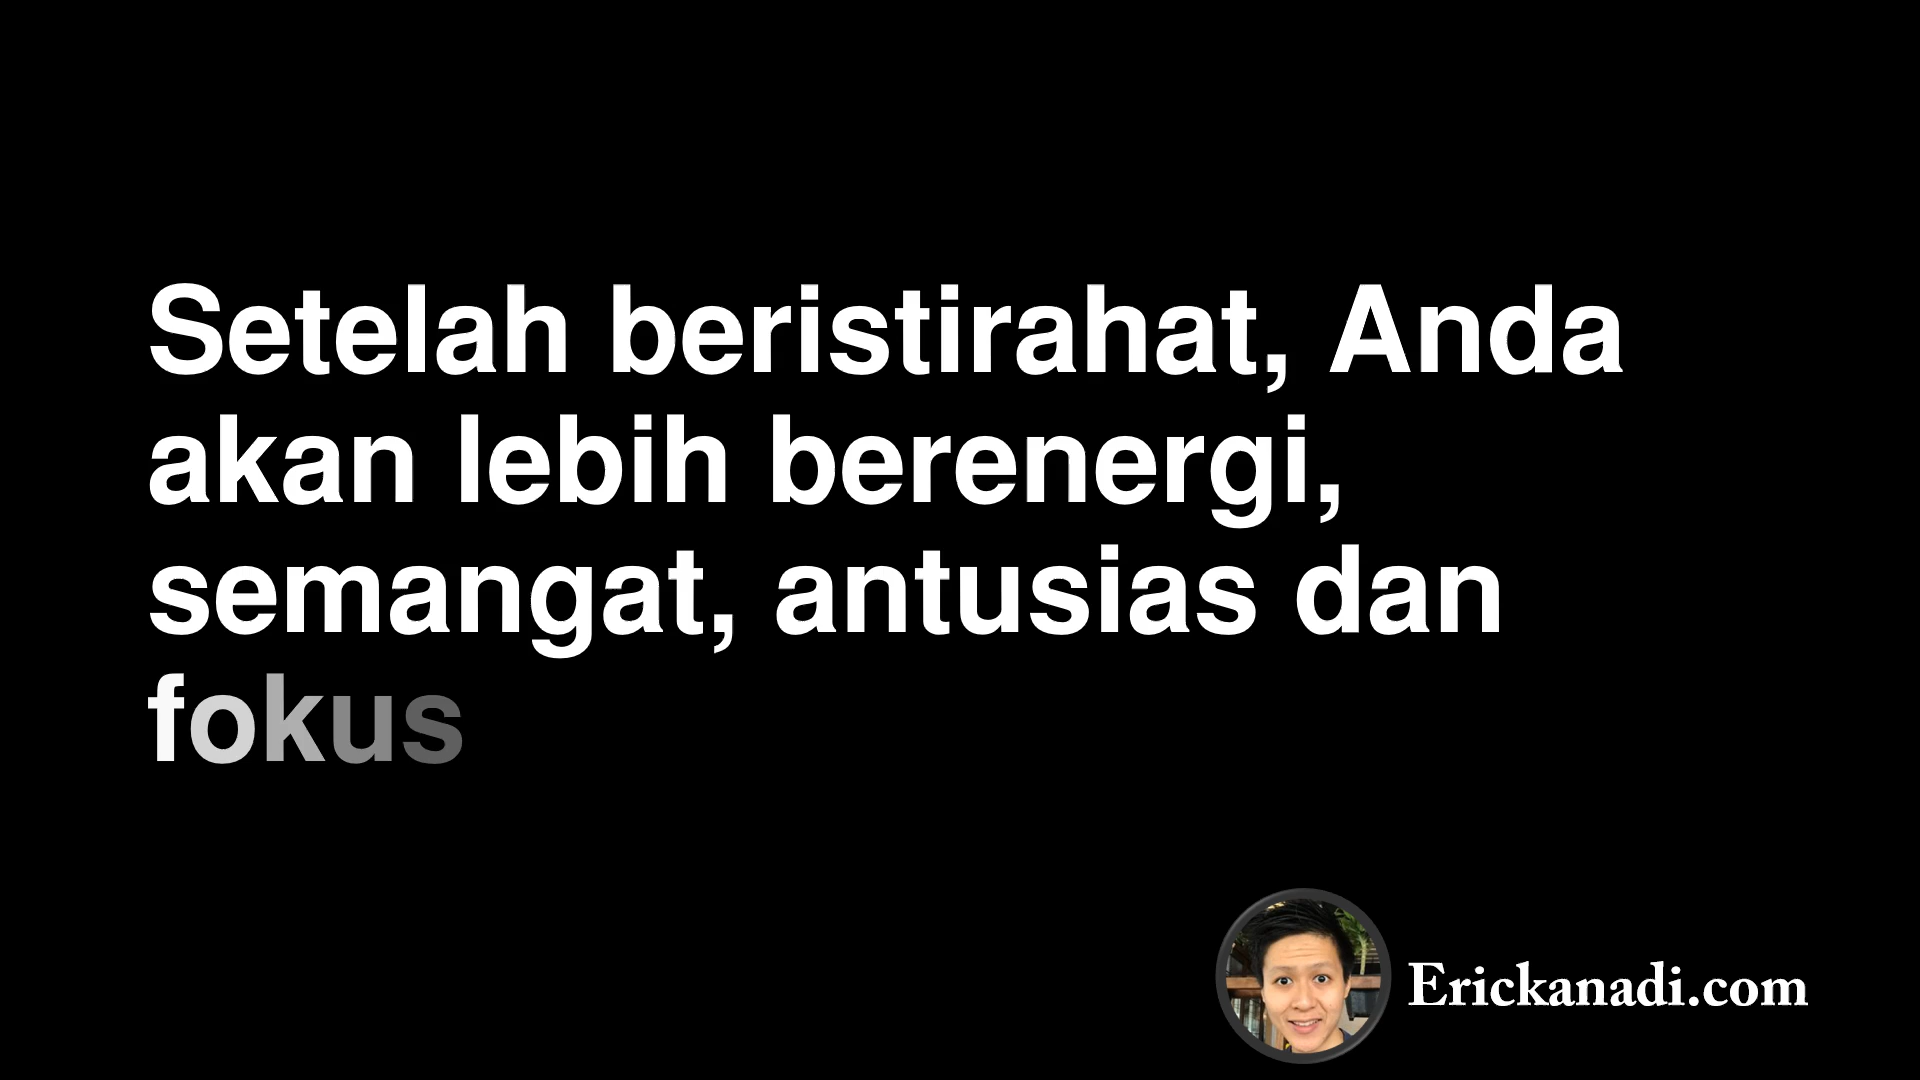 Setelah beristirahat, Anda
akan lebih berenergi,
semangat, antusias dan
fokus
Erickanadi.com